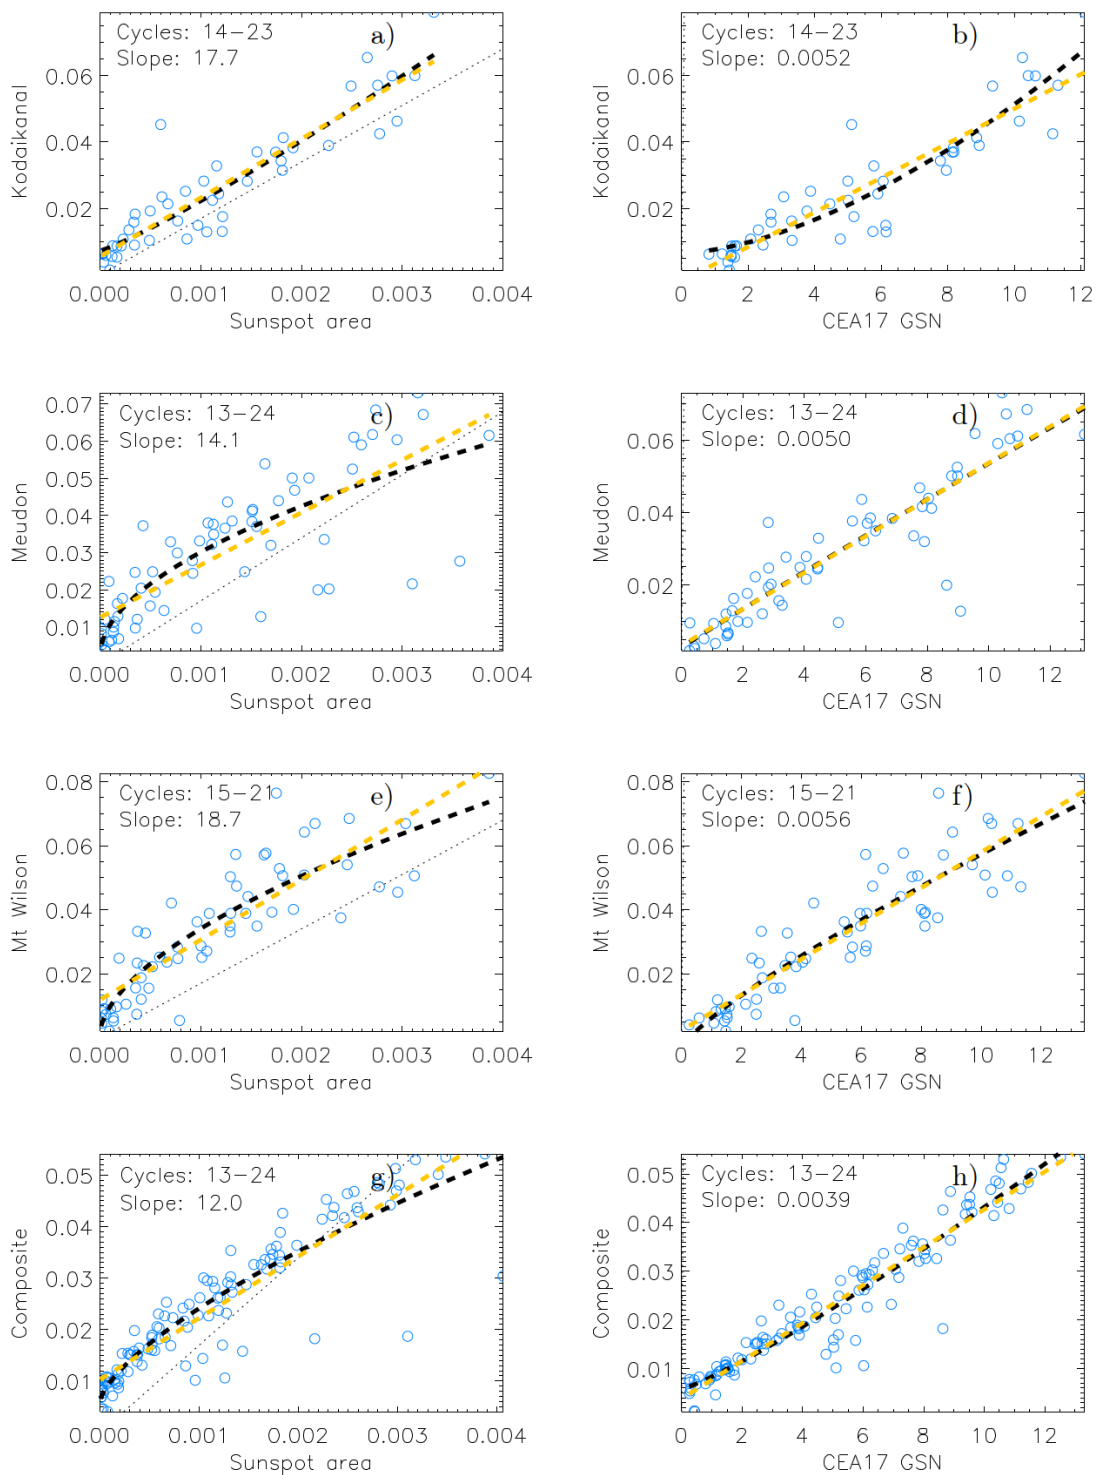 Cycles: 14-23
Slope: 17.7
a)
0.06
0.04
0.02
Kodaikanal
0.000 0.001 0.002 0.003 0.004
Sunspot area
Cycles: 14-23
Slope: 0.0052
b)
0.06
0.04
0.02
Kodaikanal
0 2 4 6 8 10 12
CEA17 GSN
Cycles: 13-24
Slope: 14.1
c)
0.07
0.06
0.05
0.04
0.03
0.02
0.01
Meudon
0.000 0.001 0.002 0.003 0.004
Sunspot area
Cycles: 13-24
Slope: 0.0050
d)
0.06
0.04
0.02
Meudon
0 2 4 6 8 10 12
CEA17 GSN
Cycles: 15-21
Slope: 18.7
e)
0.08
0.06
0.04
0.02
Mt Wilson
0.000 0.001 0.002 0.003 0.004
Sunspot area
Cycles: 15-21
Slope: 0.0056
f)
0.08
0.06
0.04
0.02
Mt Wilson
0 2 4 6 8 10 12
CEA17 GSN
Cycles: 13-24
Slope: 12.0
g)
0.05
0.04
0.03
0.02
0.01
Composite
0.000 0.001 0.002 0.003 0.004
Sunspot area
Cycles: 13-24
Slope: 0.0039
h)
0.05
0.04
0.03
0.02
0.01
Composite
0 2 4 6 8 10 12
CEA17 GSN